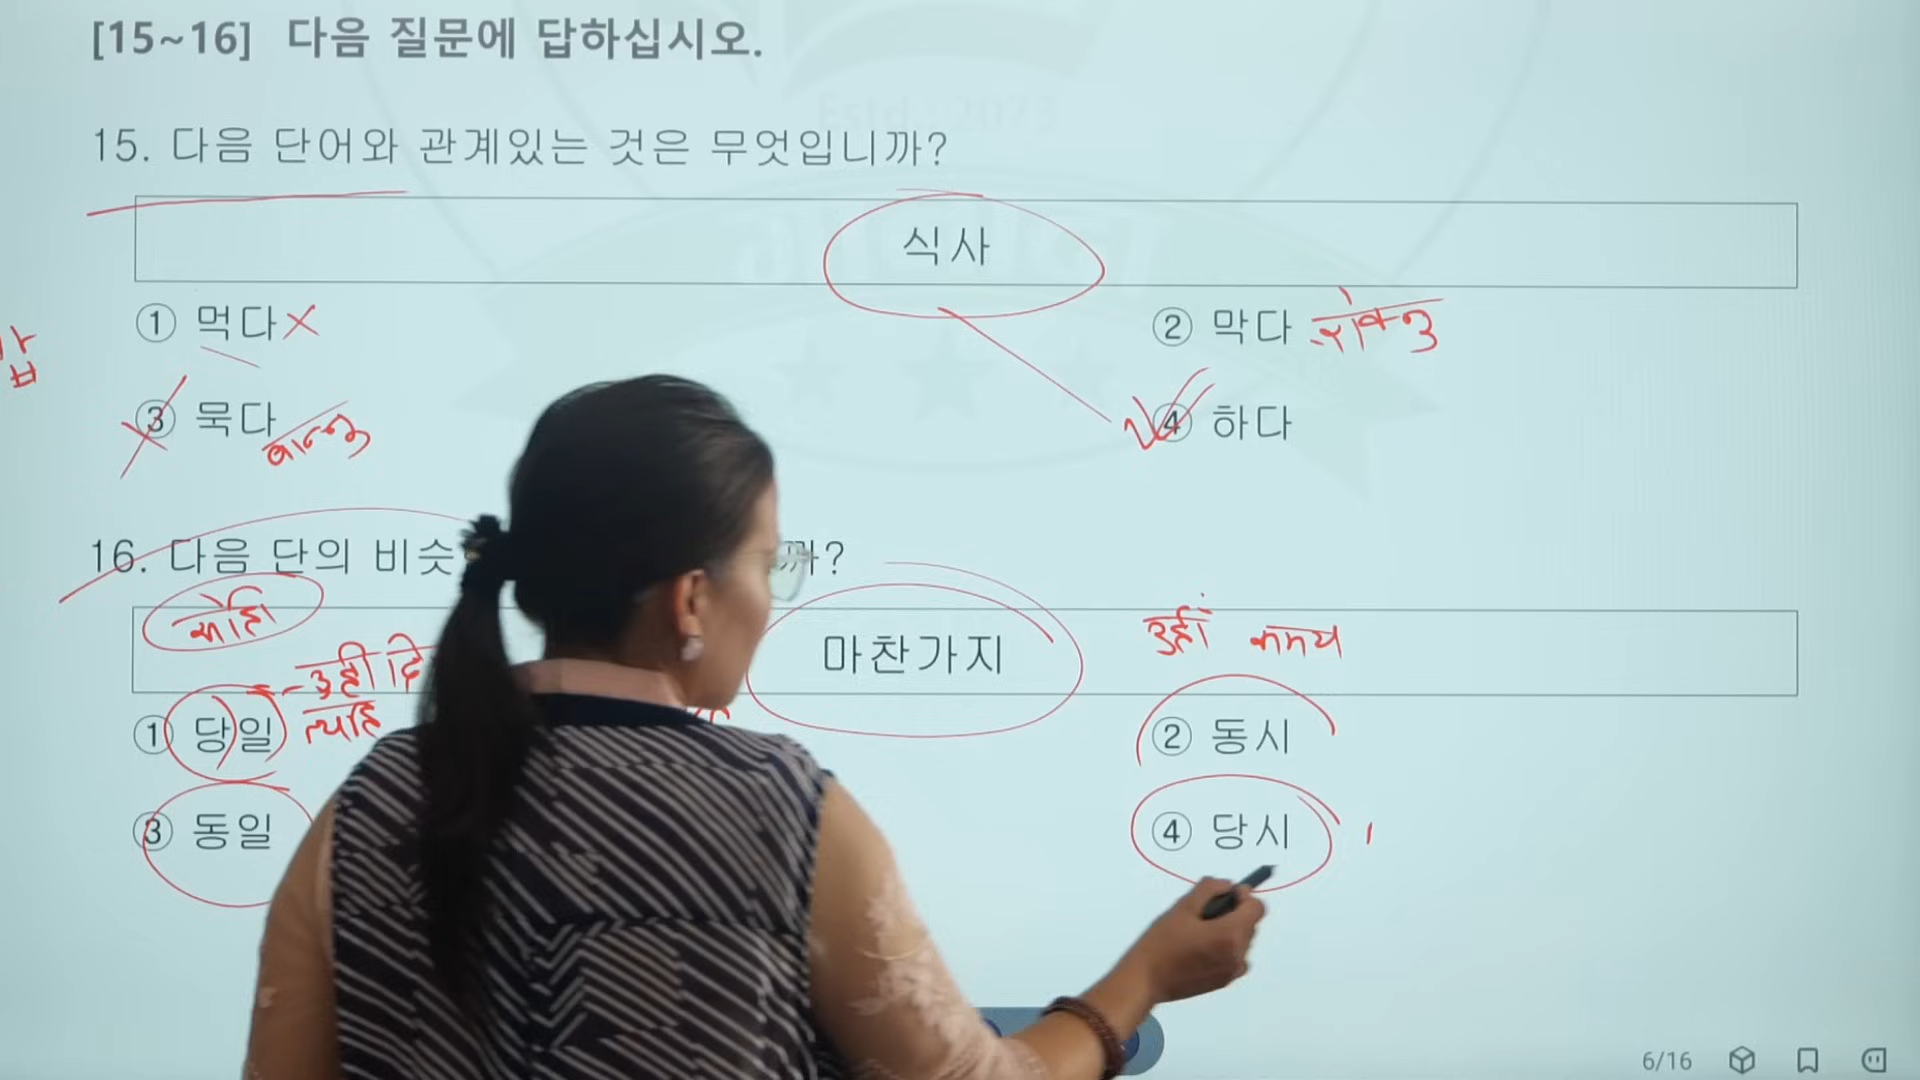 [15~16] 다음 질문에 답하십시오.
15. 다음 단어와 관계있는 것은 무엇입니까?
식사
① 먹다 ② 막다 रोक्नु
③ 묵다 ④ 하다
16. 다음 단의 비슷 까?
마찬가지
उही
① 당일 उही ② 동시
त्यहि
③ 동일 ④ 당시
6/16